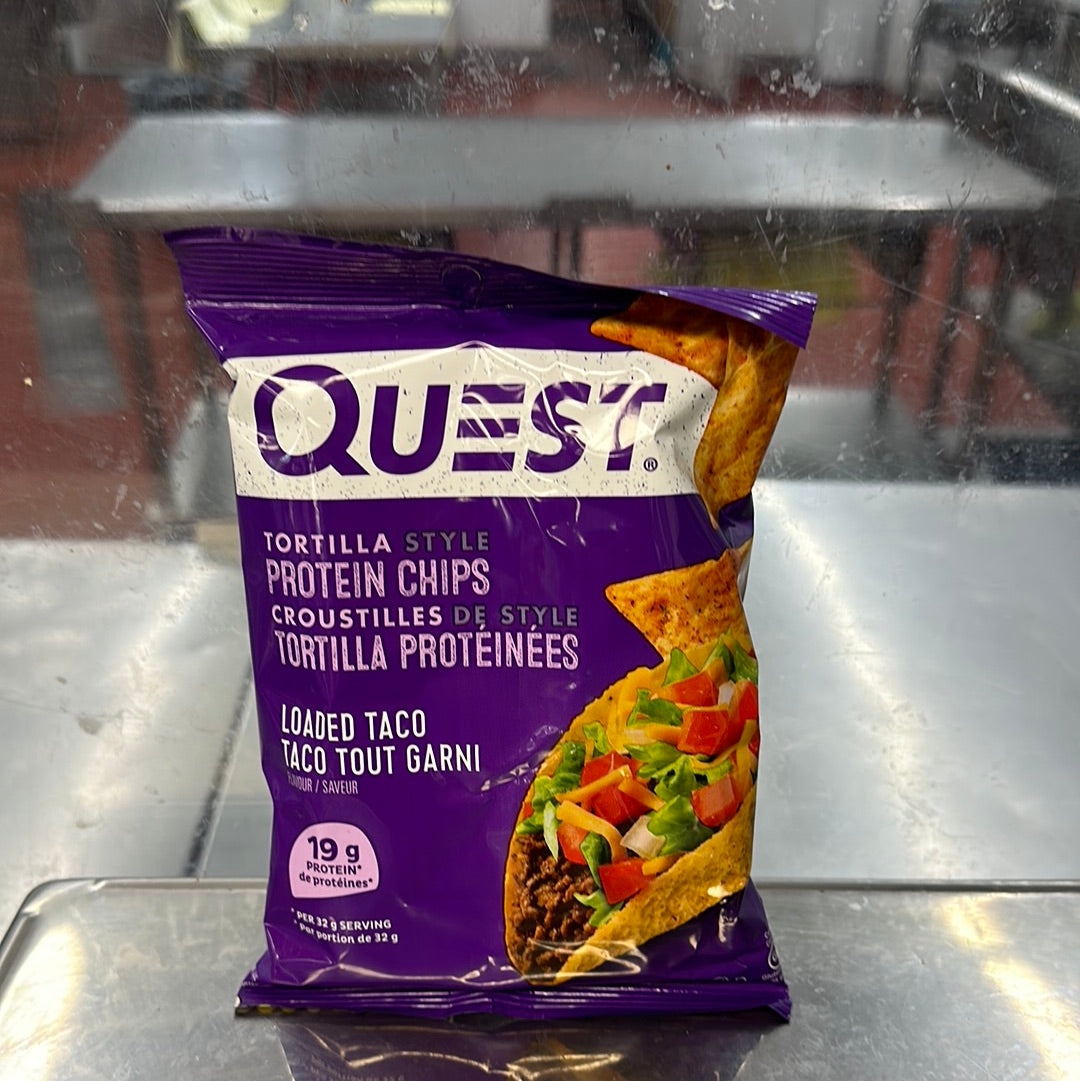 QUEST®
TORTILLA STYLE
PROTEIN CHIPS
CROUSTILLES DE STYLE
TORTILLA PROTÉINÉES
LOADED TACO
TACO TOUT GARNI
FLAVOUR / SAVEUR
19 g
PROTEIN*
de protéines*
* PER 32 g SERVING
* par portion de 32 g